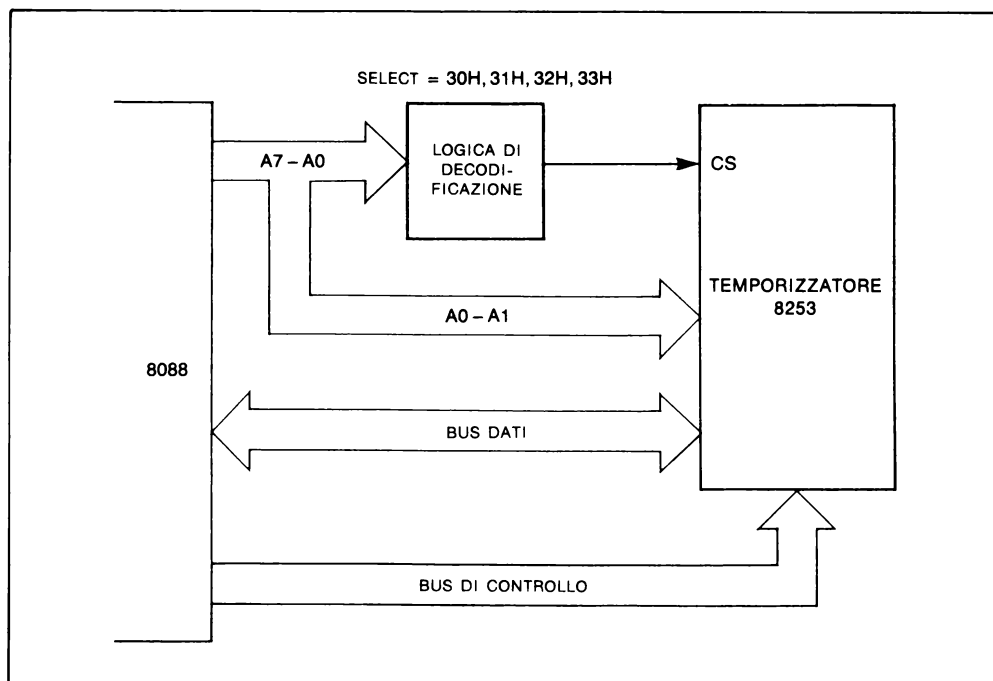 SELECT = 30H, 31H, 32H, 33H
A7 – A0
LOGICA DI
DECODI-
FICAZIONE
CS
TEMPORIZZATORE
8253
A0 – A1
8088
BUS DATI
BUS DI CONTROLLO